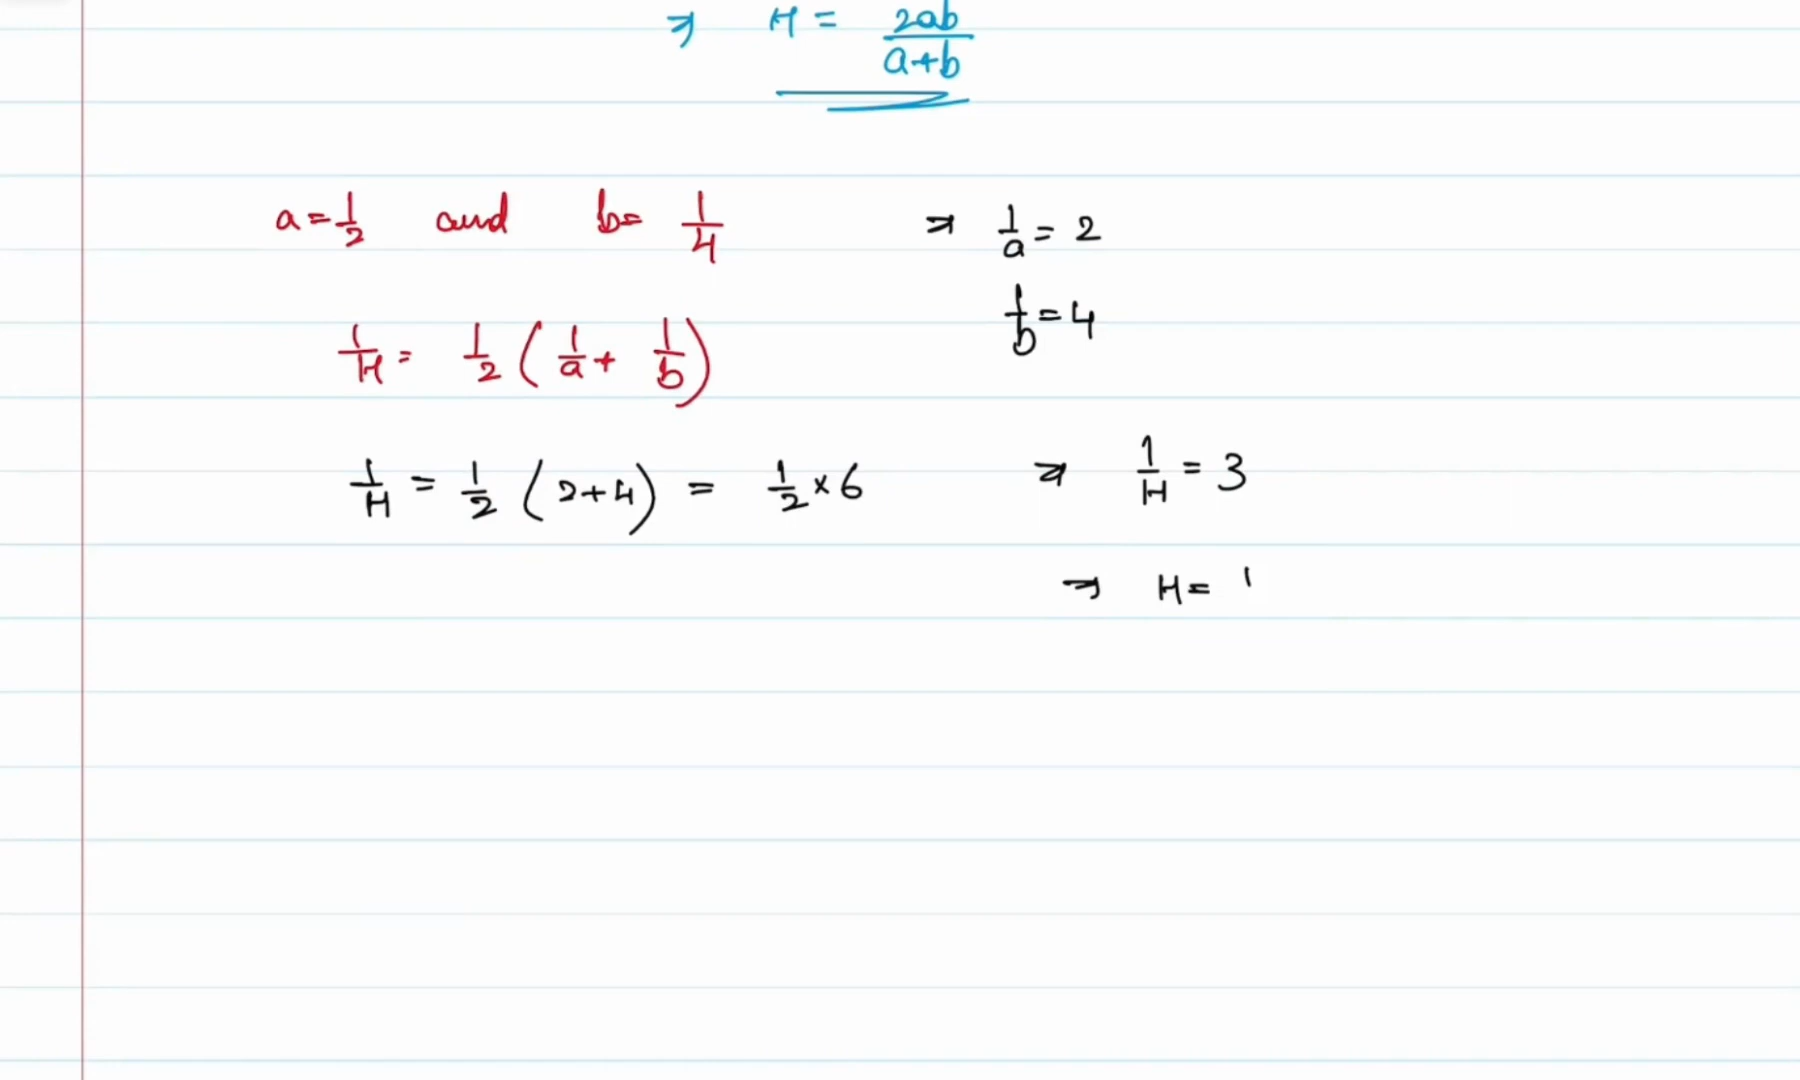 ⇒ H = 2ab/(a+b)
a = 1/2 and b = 1/4 ⇒ 1/a = 2
1/b = 4
1/H = 1/2 (1/a + 1/b)
1/H = 1/2 (2+4) = 1/2 × 6 ⇒ 1/H = 3
⇒ H =